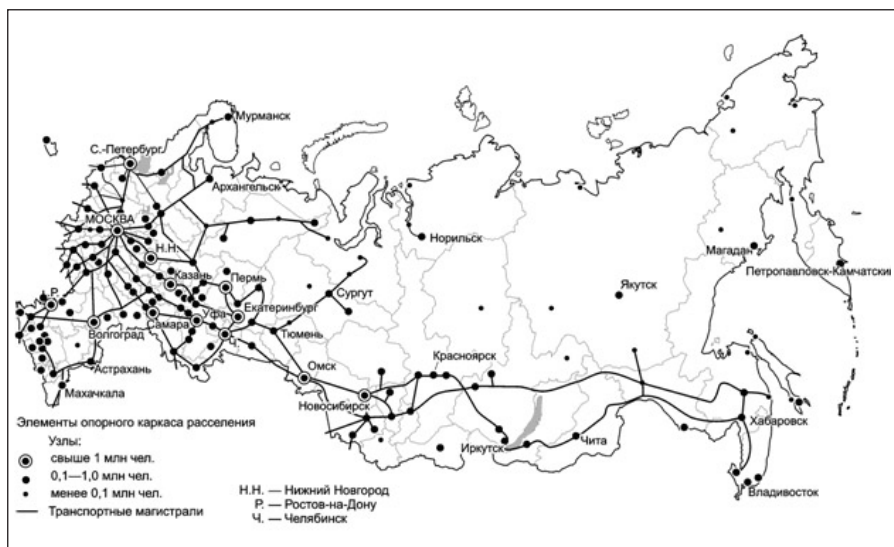 Мурманск
С.-Петербург
Архангельск
МОСКВА
Н.Н.
Норильск
Магадан
Петропавловск-Камчатский
Казань
Пермь
Якутск
Р.
Екатеринбург
Сургут
Уфа
Самара
Волгоград
Тюмень
Астрахань
Омск
Красноярск
Махачкала
Новосибирск
Хабаровск
Иркутск
Чита
Владивосток
Элементы опорного каркаса расселения
Узлы:
свыше 1 млн чел.
0,1—1,0 млн чел.
менее 0,1 млн чел.
Транспортные магистрали
Н.Н. — Нижний Новгород
Р. — Ростов-на-Дону
Ч. — Челябинск